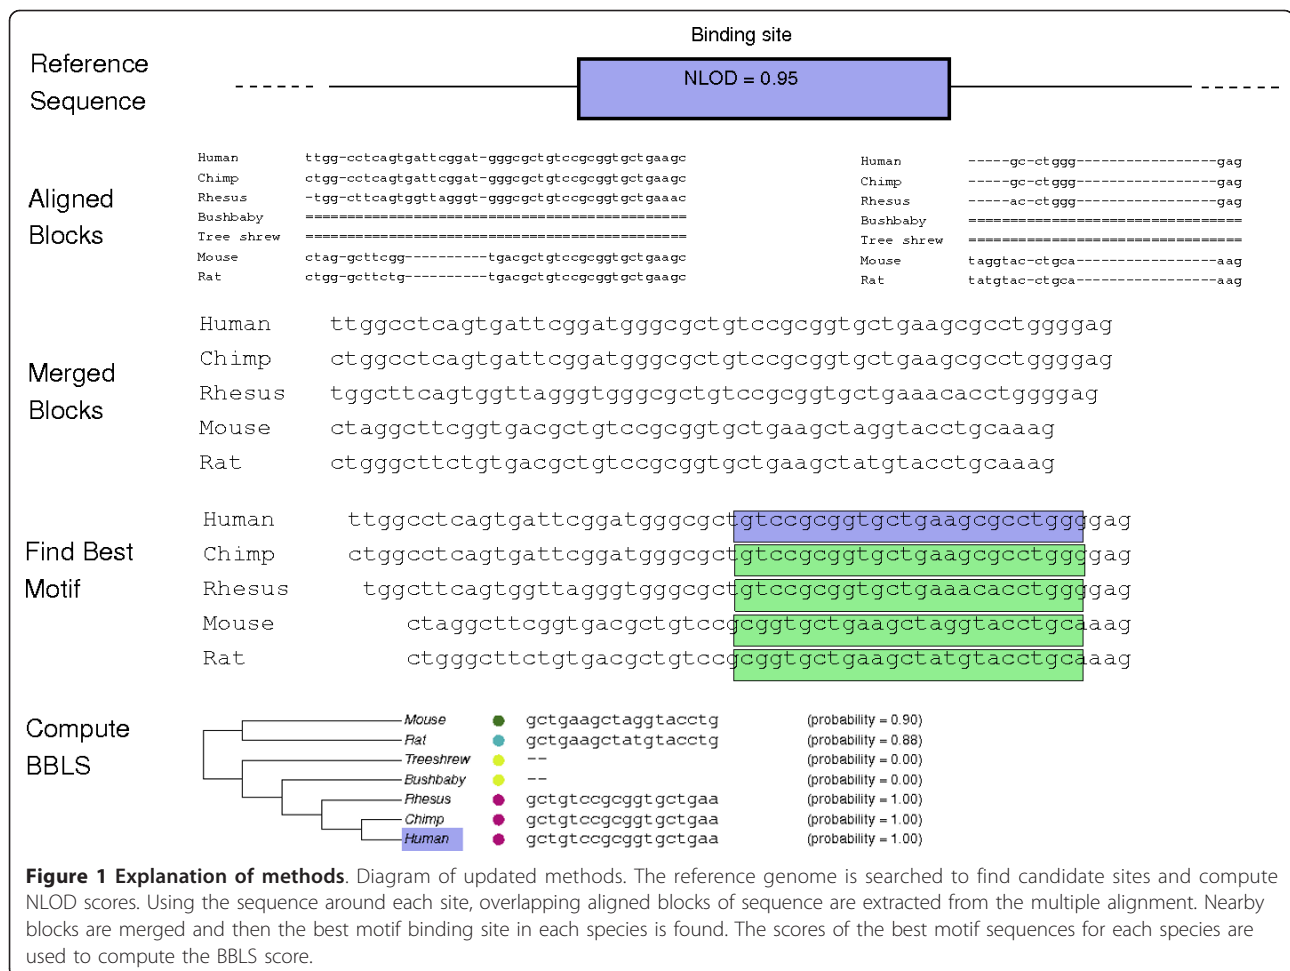 Binding site
Reference
Sequence
NLOD = 0.95
Aligned
Blocks
Human ttgg-cctcagtgattcggat-gggcgctgtccgcggtgctgaagc
Chimp ctgg-cctcagtgattcggat-gggcgctgtccgcggtgctgaagc
Rhesus -tgg-cttcagtggttagggt-gggcgctgtccgcggtgctgaaac
Bushbaby ==============================================
Tree shrew ==============================================
Mouse ctag-gcttcgg----------tgacgctgtccgcggtgctgaagc
Rat ctgg-gcttctg----------tgacgctgtccgcggtgctgaagc
Human -----gc-ctggg-----------------gag
Chimp -----gc-ctggg-----------------gag
Rhesus -----ac-ctggg-----------------gag
Bushbaby =================================
Tree shrew =================================
Mouse taggtac-ctgca-----------------aag
Rat tatgtac-ctgca-----------------aag
Merged
Blocks
Human ttggcctcagtgattcggatgggcgctgtccgcggtgctgaagcgcctggggag
Chimp ctggcctcagtgattcggatgggcgctgtccgcggtgctgaagcgcctggggag
Rhesus tggcttcagtggttagggtgggcgctgtccgcggtgctgaaacacctggggag
Mouse ctaggcttcggtgacgctgtccgcggtgctgaagctaggtacctgcaaag
Rat ctgggcttctgtgacgctgtccgcggtgctgaagctatgtacctgcaaag
Find Best
Motif
Human ttggcctcagtgattcggatgggcgctgtccgcggtgctgaagcgcctggggag
Chimp ctggcctcagtgattcggatgggcgctgtccgcggtgctgaagcgcctggggag
Rhesus tggcttcagtggttagggtgggcgctgtccgcggtgctgaaacacctggggag
Mouse ctaggcttcggtgacgctgtccgcggtgctgaagctaggtacctgcaaag
Rat ctgggcttctgtgacgctgtccgcggtgctgaagctatgtacctgcaaag
Compute
BBLS
Mouse gctgaagctaggtacctg (probability = 0.90)
Rat gctgaagctatgtacctg (probability = 0.88)
Treeshrew -- (probability = 0.00)
Bushbaby -- (probability = 0.00)
Rhesus gctgtccgcggtgctgaa (probability = 1.00)
Chimp gctgtccgcggtgctgaa (probability = 1.00)
Human gctgtccgcggtgctgaa (probability = 1.00)
Figure 1 Explanation of methods. Diagram of updated methods. The reference genome is searched to find candidate sites and compute
NLOD scores. Using the sequence around each site, overlapping aligned blocks of sequence are extracted from the multiple alignment. Nearby
blocks are merged and then the best motif binding site in each species is found. The scores of the best motif sequences for each species are
used to compute the BBLS score.